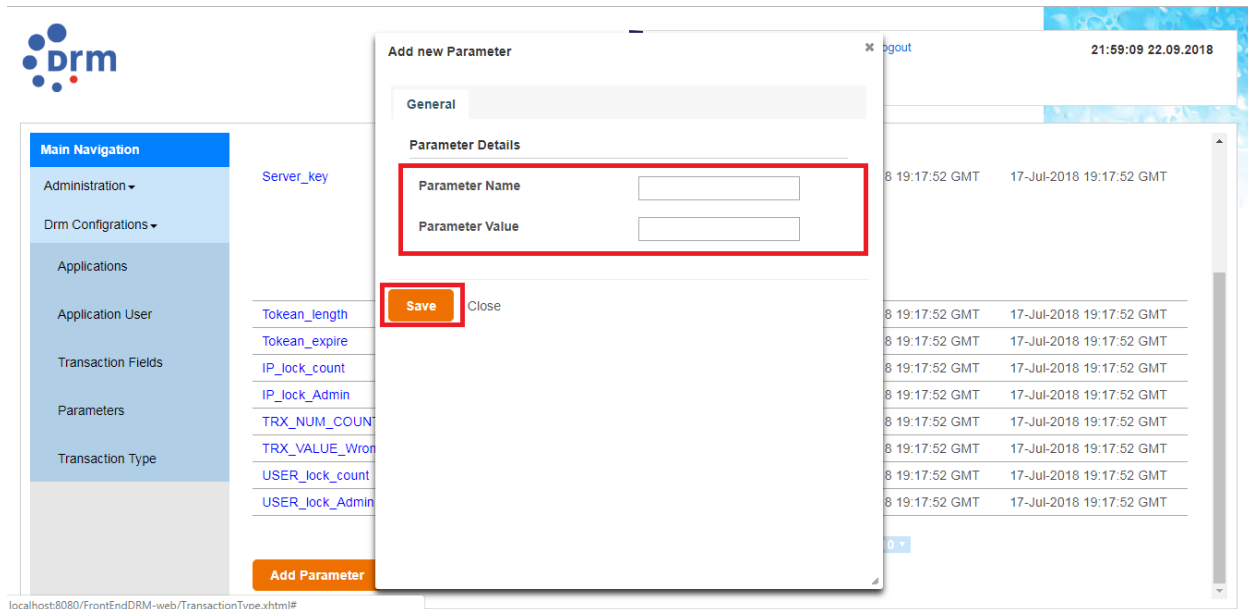 Drm
ogout
21:59:09 22.09.2018
Main Navigation
Administration
Drm Configrations
Applications
Application User
Transaction Fields
Parameters
Transaction Type
Add new Parameter
General
Parameter Details
Parameter Name
Parameter Value
Save Close
Server_key 8 19:17:52 GMT 17-Jul-2018 19:17:52 GMT
Tokean_length 8 19:17:52 GMT 17-Jul-2018 19:17:52 GMT
Tokean_expire 8 19:17:52 GMT 17-Jul-2018 19:17:52 GMT
IP_lock_count 8 19:17:52 GMT 17-Jul-2018 19:17:52 GMT
IP_lock_Admin 8 19:17:52 GMT 17-Jul-2018 19:17:52 GMT
TRX_NUM_COUNT 8 19:17:52 GMT 17-Jul-2018 19:17:52 GMT
TRX_VALUE_Wron 8 19:17:52 GMT 17-Jul-2018 19:17:52 GMT
USER_lock_count 8 19:17:52 GMT 17-Jul-2018 19:17:52 GMT
USER_lock_Admin 8 19:17:52 GMT 17-Jul-2018 19:17:52 GMT
0
Add Parameter
localhost:8080/FrontEndDRM-web/TransactionType.xhtml#